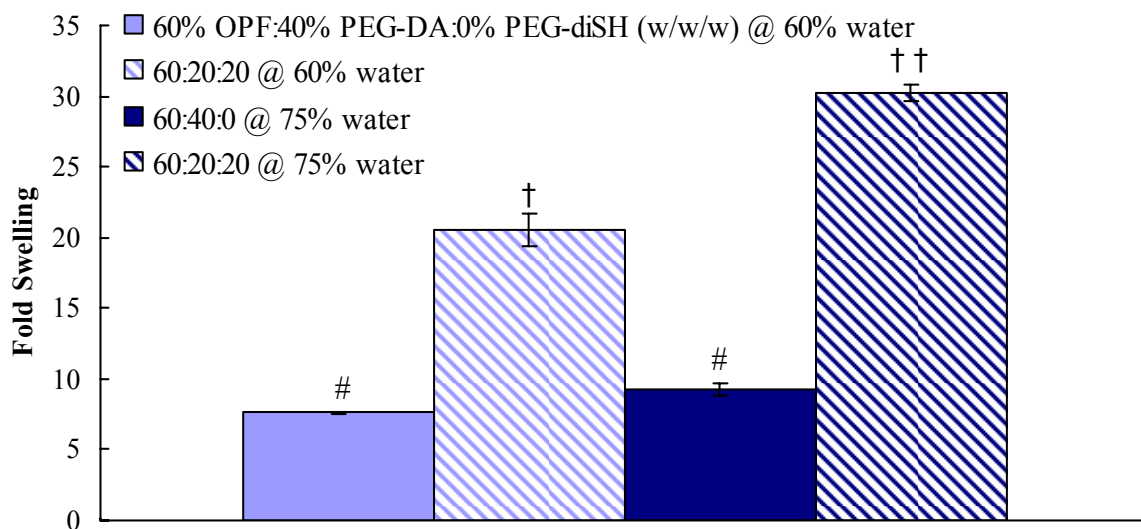 35
30
25
20
15
10
5
0
Fold Swelling
60% OPF:40% PEG-DA:0% PEG-diSH (w/w/w) @ 60% water
60:20:20 @ 60% water
60:40:0 @ 75% water
60:20:20 @ 75% water
#
†
#
† †